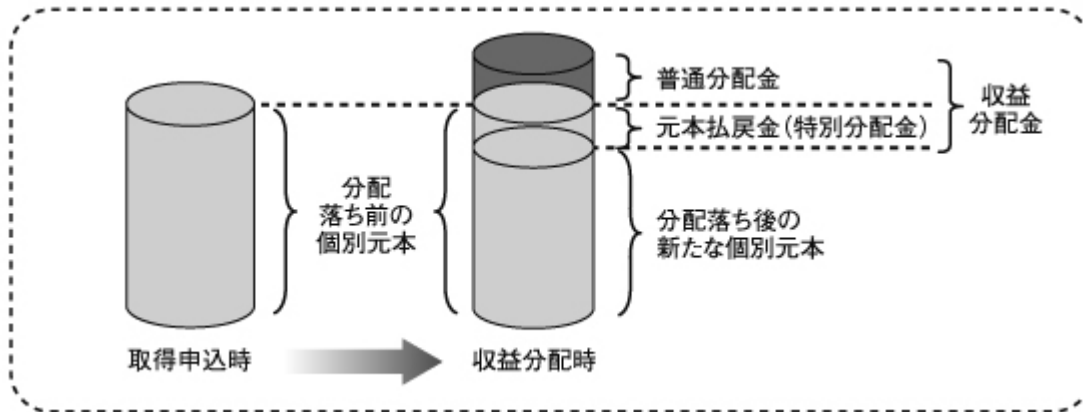 普通分配金
収益
分配金
元本払戻金(特別分配金)
分配
落ち前の
個別元本
分配落ち後の
新たな個別元本
取得申込時
収益分配時